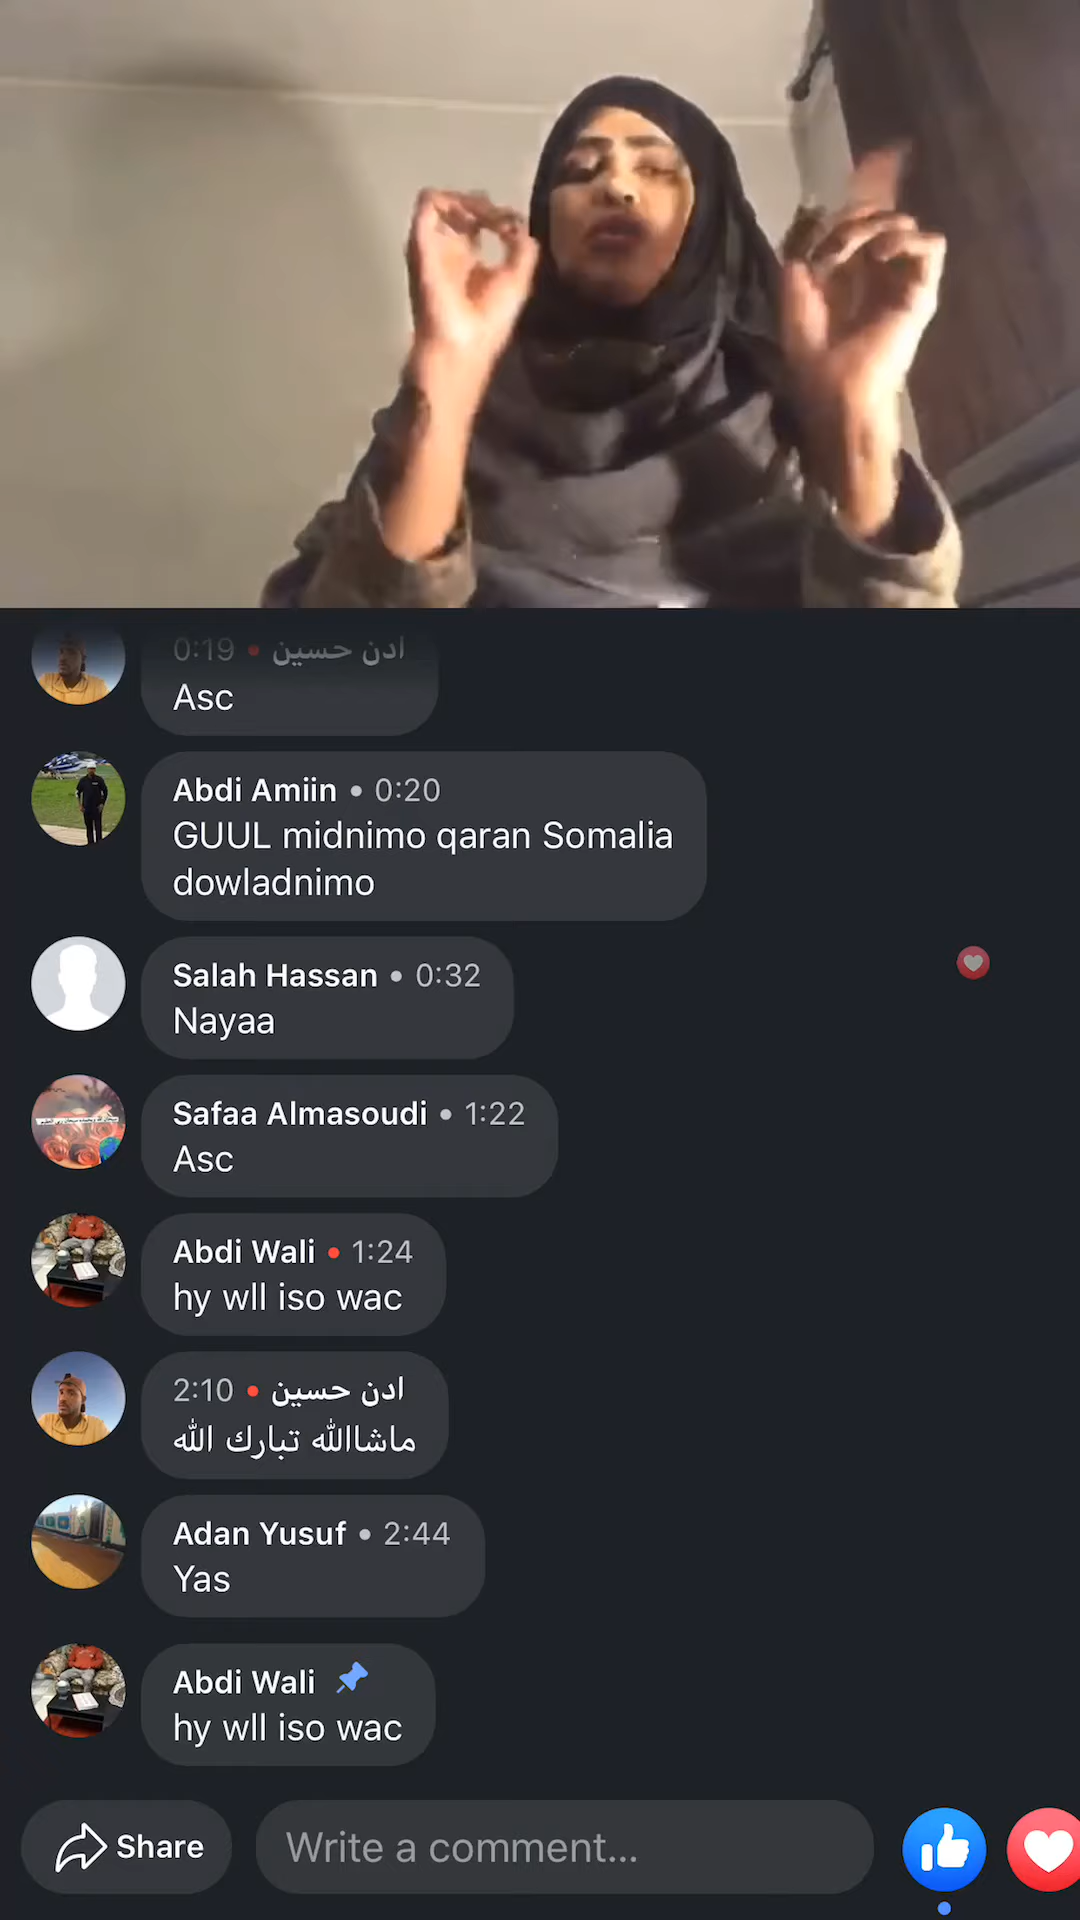 ادن حسين • 0:19
Asc
Abdi Amiin • 0:20
GUUL midnimo qaran Somalia
dowladnimo
Salah Hassan • 0:32
Nayaa
Safaa Almasoudi • 1:22
Asc
Abdi Wali • 1:24
hy wll iso wac
ادن حسين • 2:10
ماشاالله تبارك الله
Adan Yusuf • 2:44
Yas
Abdi Wali
hy wll iso wac
Share
Write a comment...